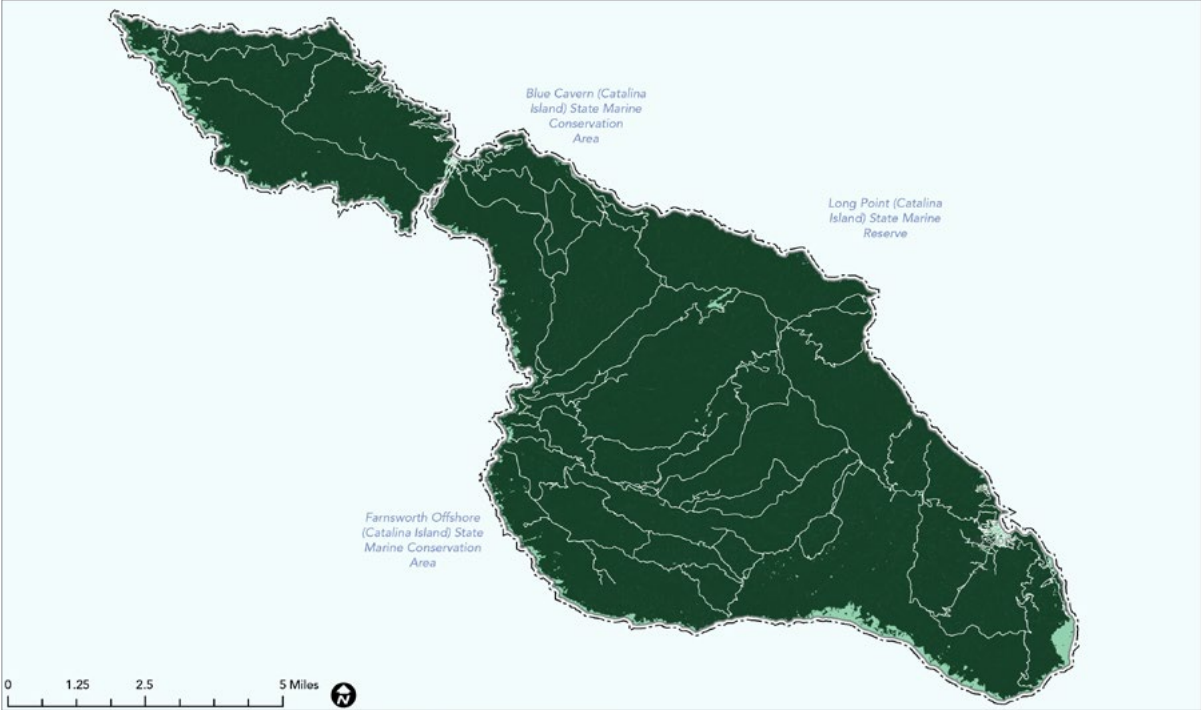 Blue Cavern (Catalina
Island) State Marine
Conservation
Area
Long Point (Catalina
Island) State Marine
Reserve
Farnsworth Offshore
(Catalina Island) State
Marine Conservation
Area
0 1.25 2.5 5 Miles
N